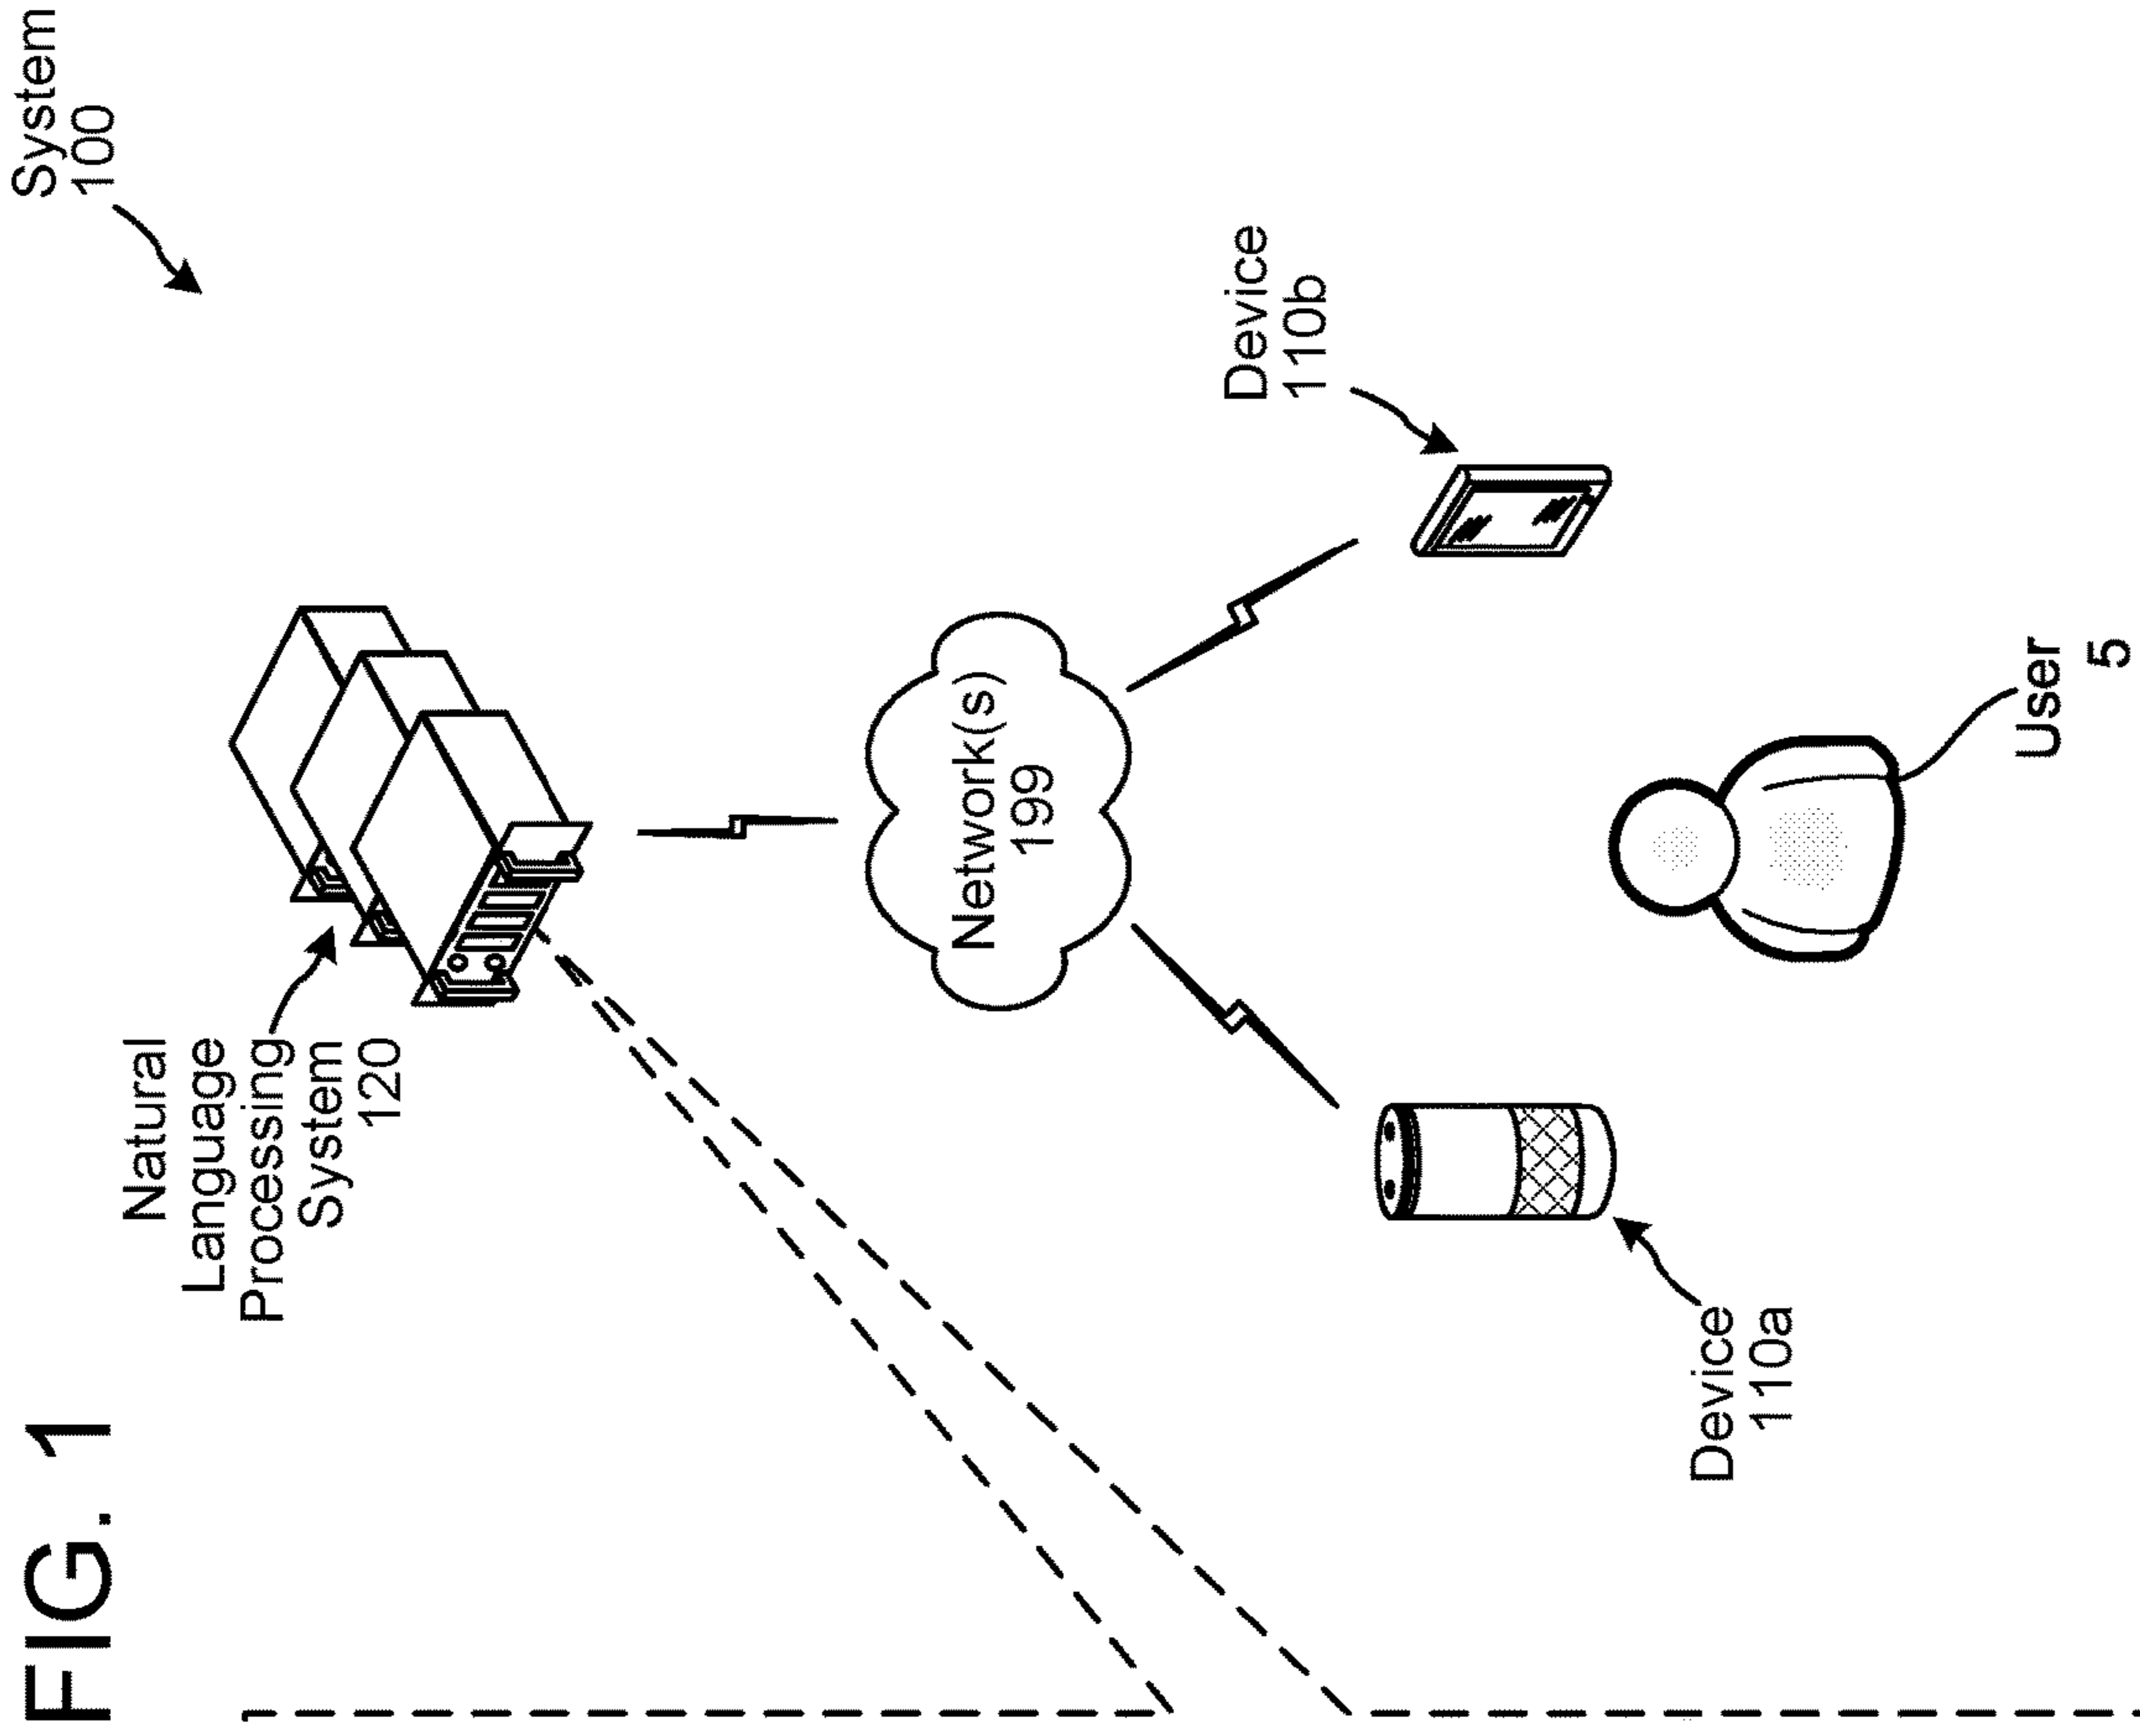 FIG. 1
System
100
Natural
Language
Processing
System
120
Network(s)
199
Device
110b
Device
110a
User
5